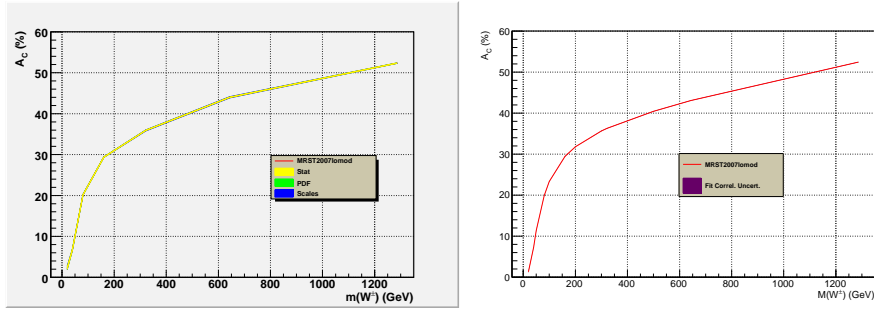 A_C (%)
60
50
40
30
20
10
0
MRST2007lomod
Stat
PDF
Scales
0 200 400 600 800 1000 1200
m(W±) (GeV)
A_C (%)
60
50
40
30
20
10
0
MRST2007lomod
Fit Correl. Uncert.
0 200 400 600 800 1000 1200
M(W±) (GeV)